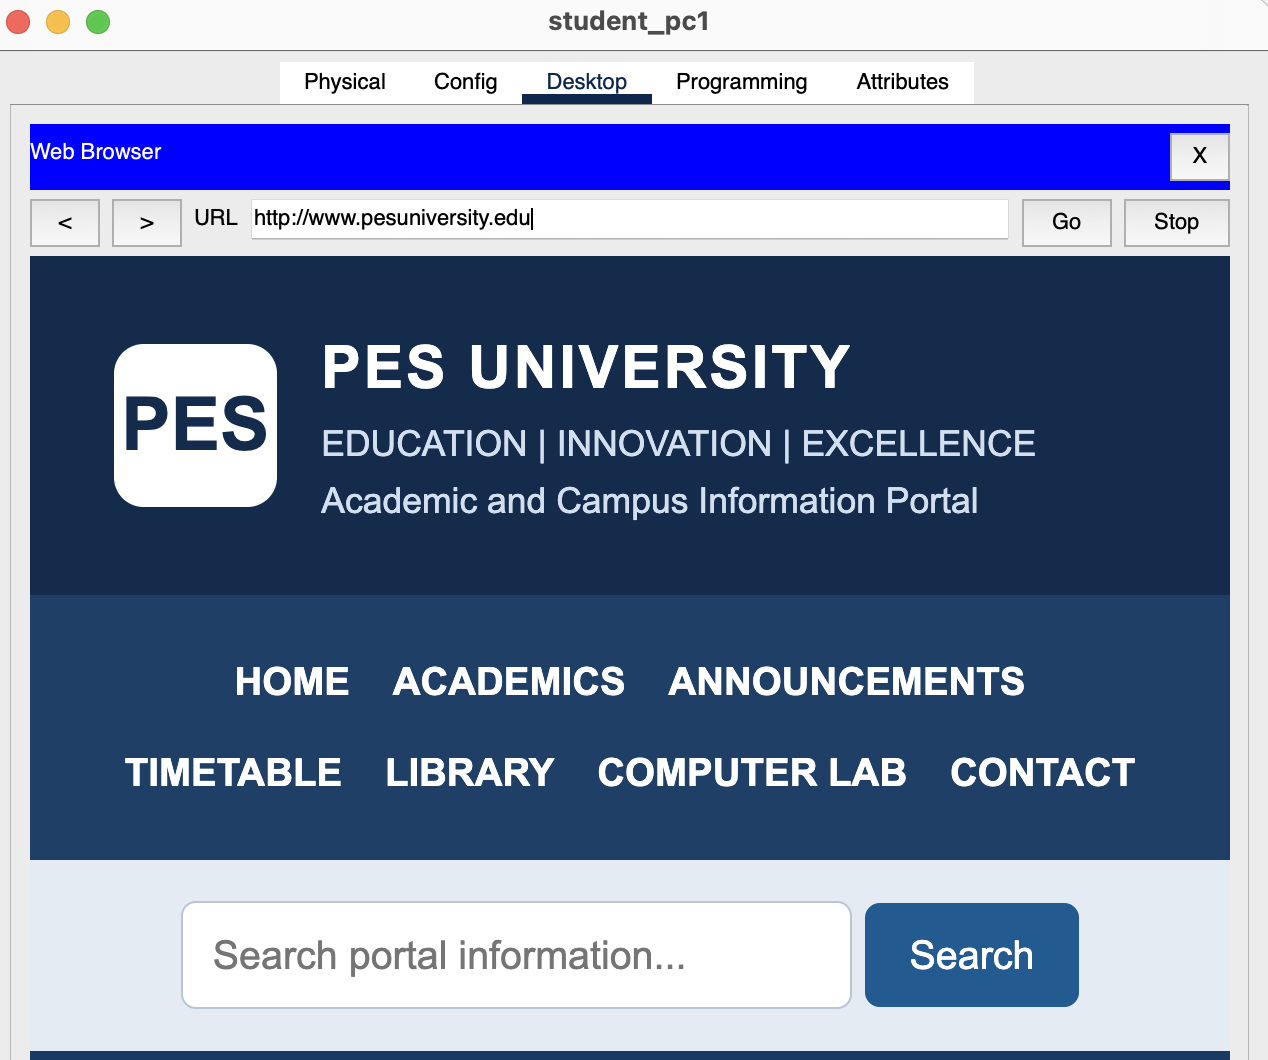 student_pc1
Physical Config Desktop Programming Attributes
Web Browser X
< > URL http://www.pesuniversity.edu Go Stop
PES
PES UNIVERSITY
EDUCATION | INNOVATION | EXCELLENCE
Academic and Campus Information Portal
HOME ACADEMICS ANNOUNCEMENTS
TIMETABLE LIBRARY COMPUTER LAB CONTACT
Search portal information... Search